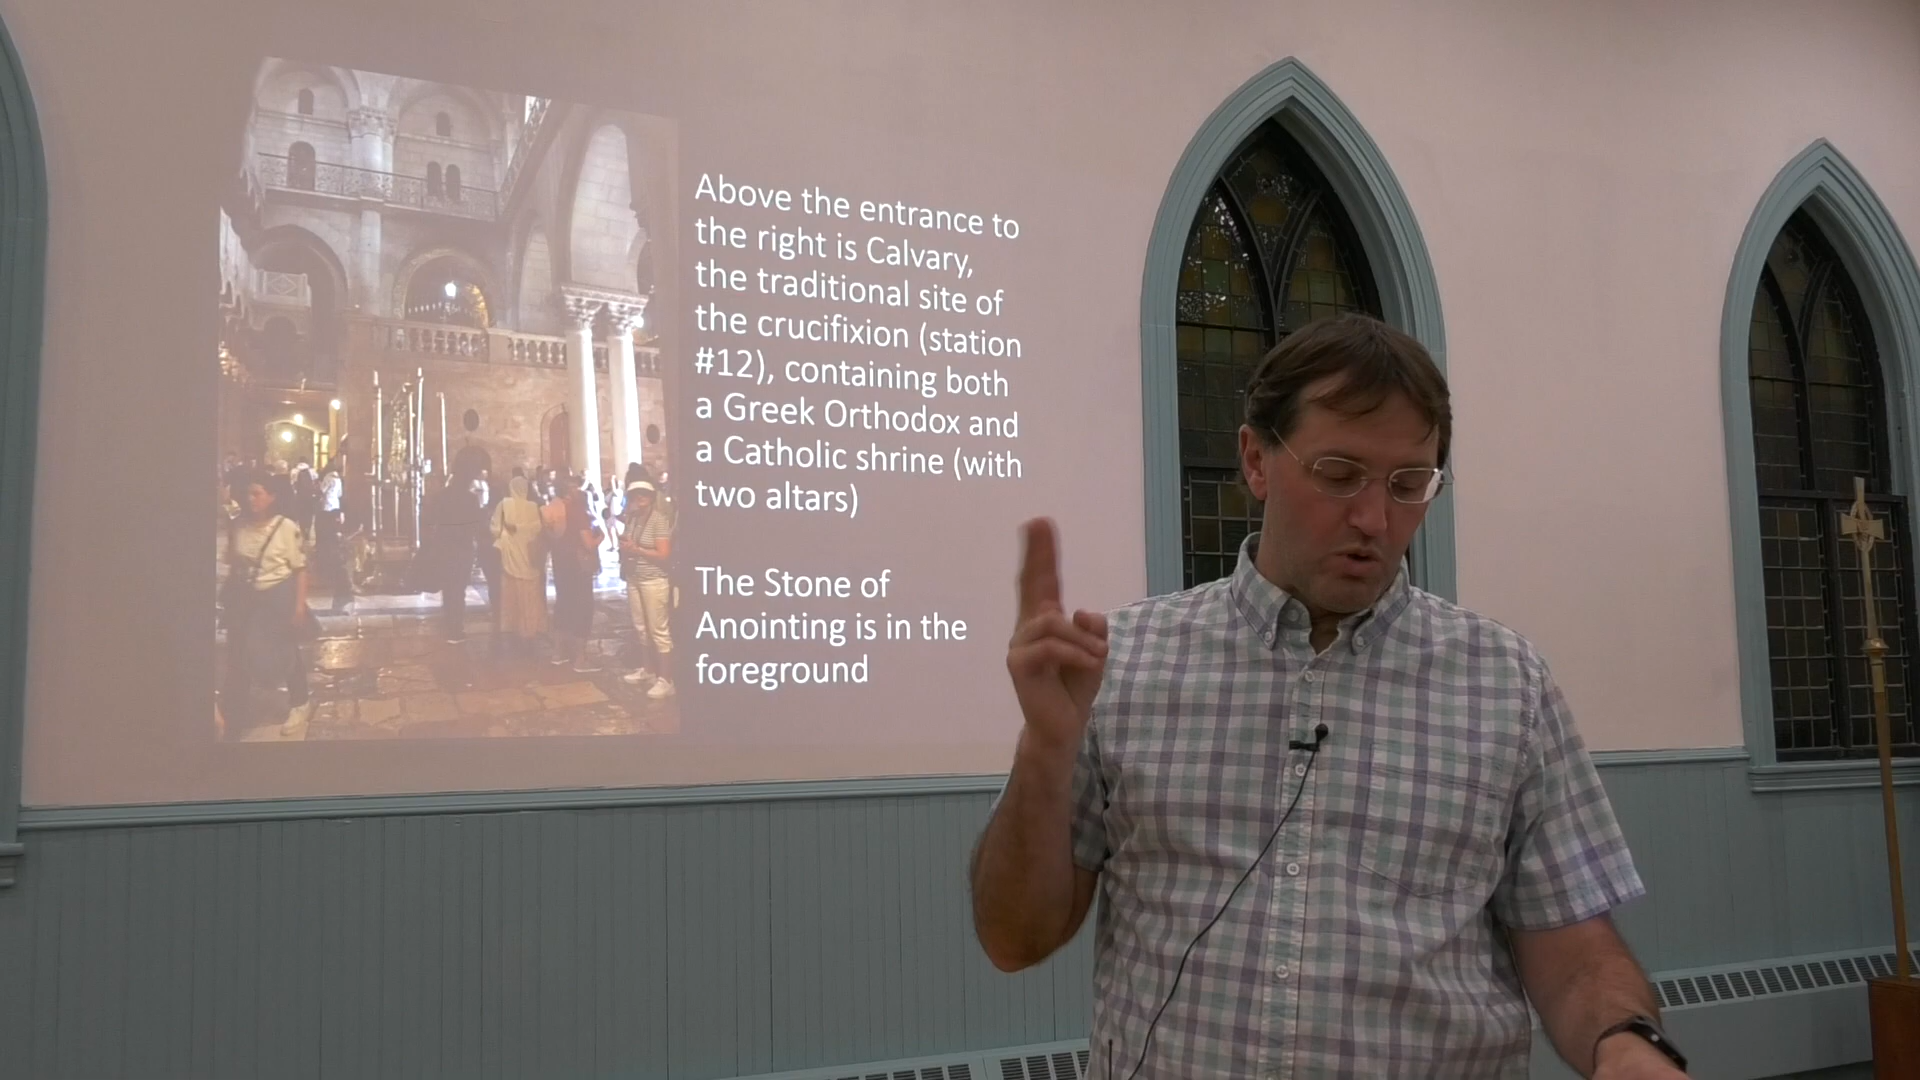 Above the entrance to
the right is Calvary,
the traditional site of
the crucifixion (station
#12), containing both
a Greek Orthodox and
a Catholic shrine (with
two altars)
The Stone of
Anointing is in the
foreground